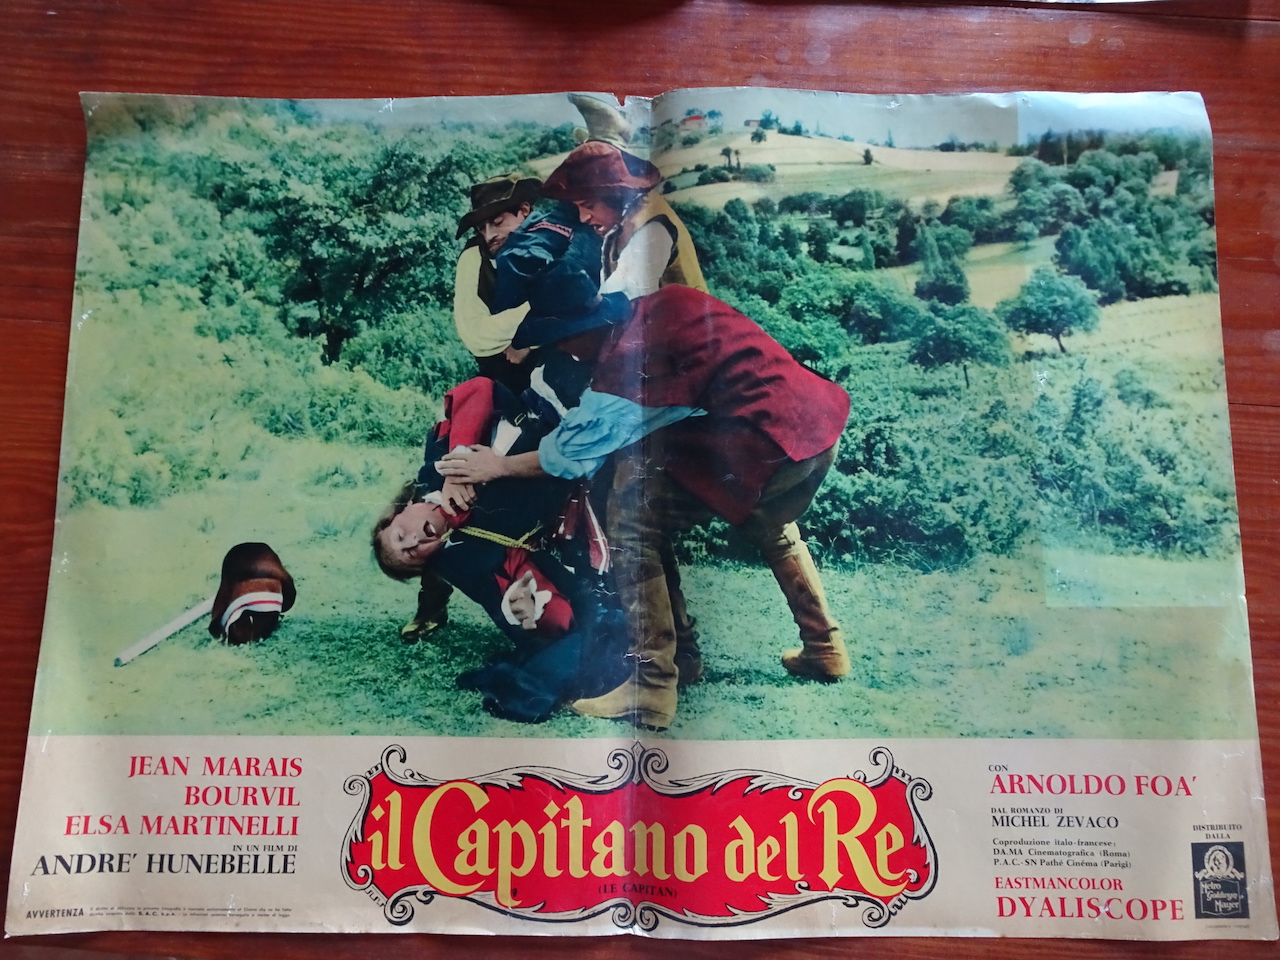 JEAN MARAIS
BOURVIL
ELSA MARTINELLI
IN UN FILM DI
ANDRE' HUNEBELLE
il Capitano del Re
(LE CAPITAN)
CON
ARNOLDO FOA'
DAL ROMANZO DI
MICHEL ZEVACO
Coproduzione italo-francese:
DA.MA Cinematografica (Roma)
P.A.C.-SN Pathé Cinéma (Parigi)
EASTMANCOLOR
DYALISCOPE
DISTRIBUITO
DALLA
Metro
Goldwyn
Mayer
AVVERTENZA